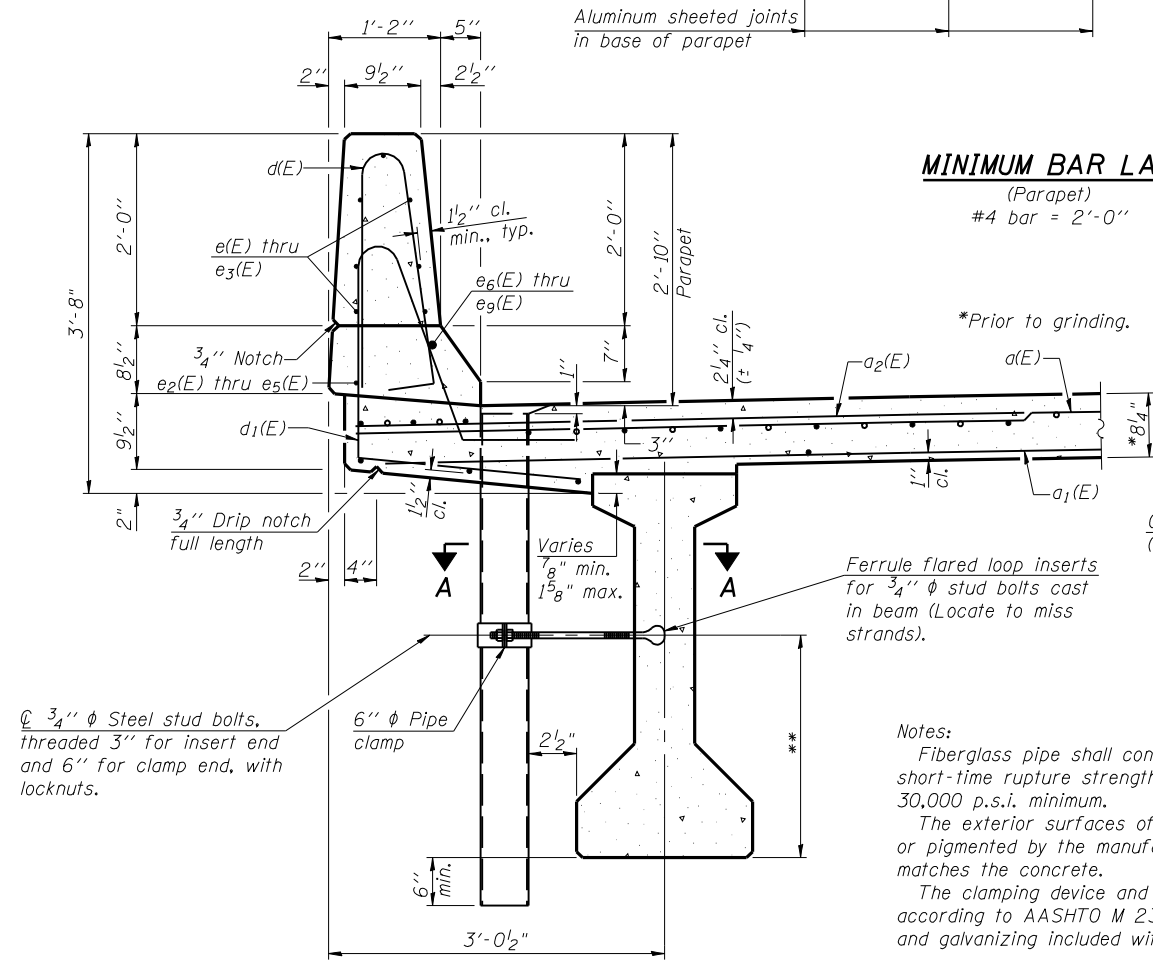 Aluminum sheeted joints
in base of parapet
1'-2"
5"
2"
9½"
2½"
MINIMUM BAR LA
(Parapet)
#4 bar = 2'-0"
d(E)
1½" cl.
min., typ.
2'-0"
2'-0"
2'-10"
Parapet
e(E) thru
e3(E)
e6(E) thru
e9(E)
3'-8"
*Prior to grinding.
¾" Notch
8½"
7"
1"
2¼" cl.
(± ¼")
a2(E)
a(E)
e2(E) thru e5(E)
d1(E)
9½"
3"
*8¼"
1"
cl.
a1(E)
2"
1½"
cl.
¾" Drip notch
full length
2"
4"
Varies
⅞" min.
1⅝" max.
A
A
Ferrule flared loop inserts
for ¾" ϕ stud bolts cast
in beam (Locate to miss
strands).
℄ ¾" ϕ Steel stud bolts,
threaded 3" for insert end
and 6" for clamp end, with
locknuts.
6" ϕ Pipe
clamp
2½"
**
6"
min.
3'-0½"
Notes:
Fiberglass pipe shall con
short-time rupture strength
30,000 p.s.i. minimum.
The exterior surfaces of
or pigmented by the manuf
matches the concrete.
The clamping device and
according to AASHTO M 23
and galvanizing included wi